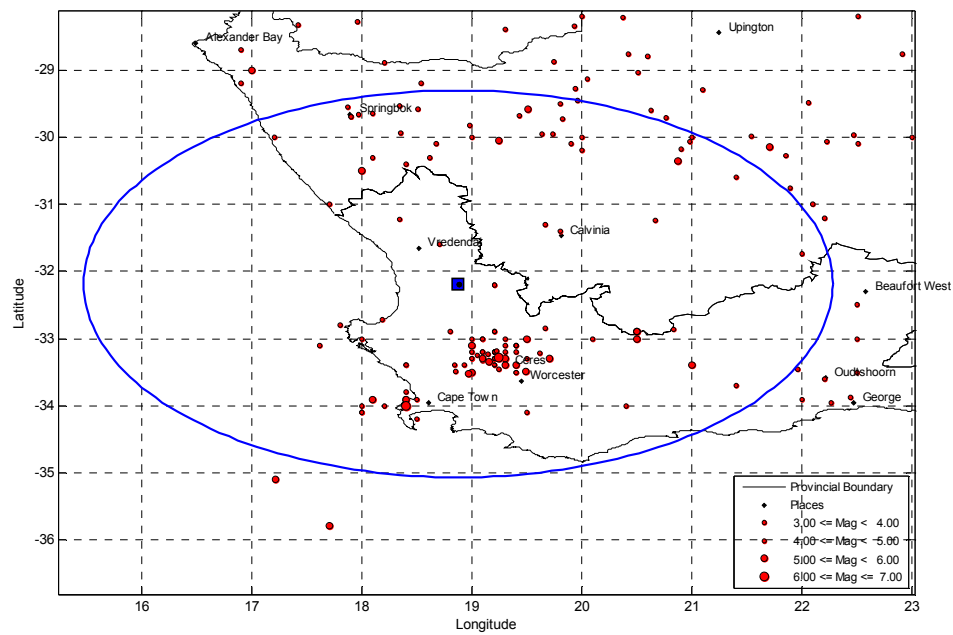 Alexander Bay
Upington
Springbok
Calvinia
Vredendal
Beaufort West
Ceres
Worcester
Oudtshoorn
Cape Town
George
-29
-30
-31
-32
-33
-34
-35
-36
Latitude
16
17
18
19
20
21
22
23
Longitude
Provincial Boundary
Places
3.00 <= Mag < 4.00
4.00 <= Mag < 5.00
5.00 <= Mag < 6.00
6.00 <= Mag <= 7.00